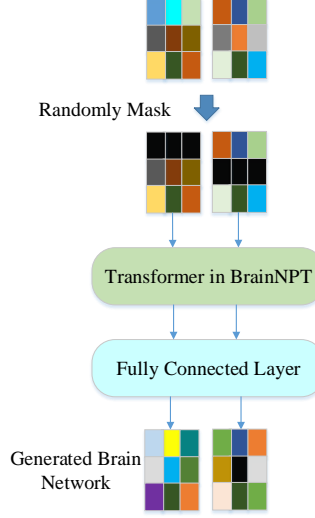 Randomly Mask
Transformer in BrainNPT
Fully Connected Layer
Generated Brain
Network